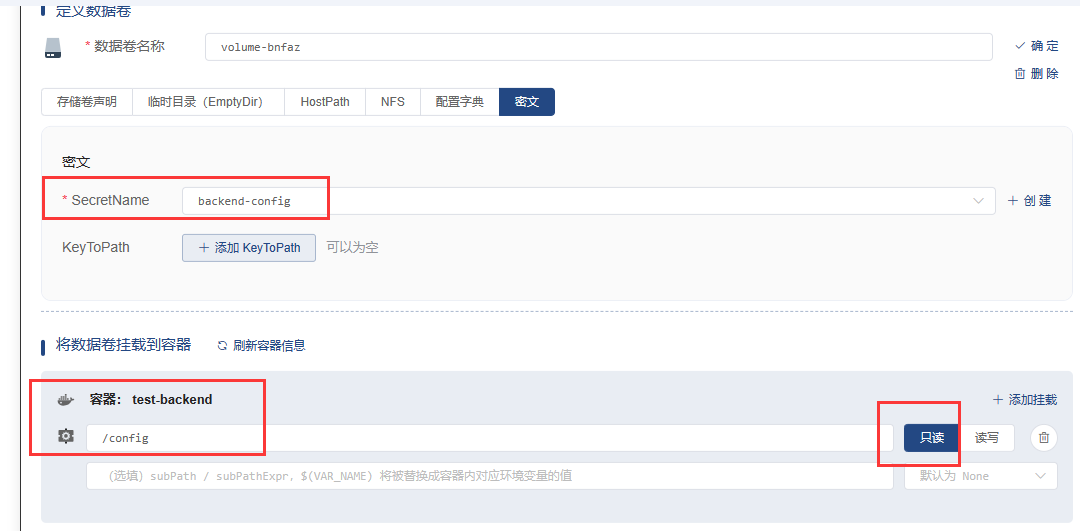 定义数据卷
* 数据卷名称 volume-bnfaz 确 定
删 除
存储卷声明 临时目录（EmptyDir） HostPath NFS 配置字典 密文
密文
* SecretName backend-config + 创 建
KeyToPath + 添加 KeyToPath 可以为空
将数据卷挂载到容器 刷新容器信息
容器： test-backend + 添加挂载
/config 只读 读写
（选填）subPath / subPathExpr，$(VAR_NAME) 将被替换成容器内对应环境变量的值 默认为 None